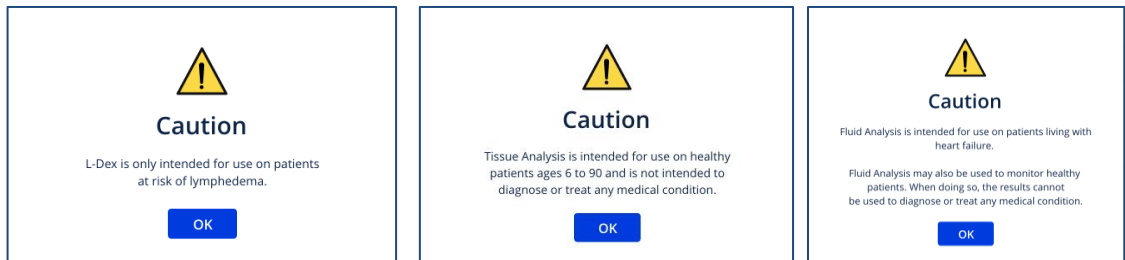 Caution
L-Dex is only intended for use on patients
at risk of lymphedema.
OK
Caution
Tissue Analysis is intended for use on healthy
patients ages 6 to 90 and is not intended to
diagnose or treat any medical condition.
OK
Caution
Fluid Analysis is intended for use on patients living with
heart failure.
Fluid Analysis may also be used to monitor healthy
patients. When doing so, the results cannot
be used to diagnose or treat any medical condition.
OK